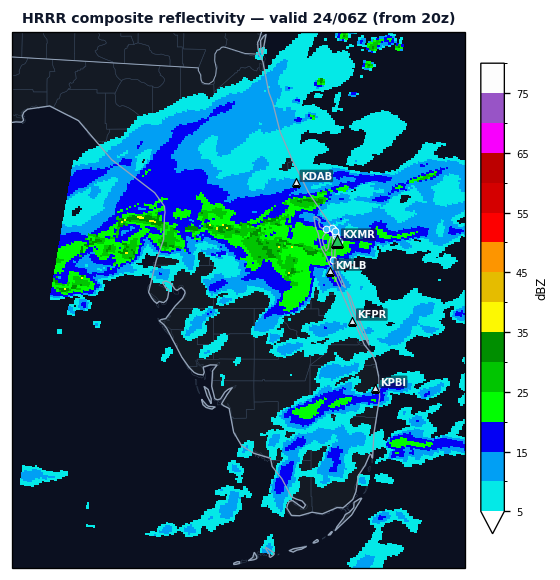 HRRR composite reflectivity — valid 24/06Z (from 20z)
KDAB
KXMR
KMLB
KFPR
KPBI
75
65
55
45
35
25
15
5
dBZ